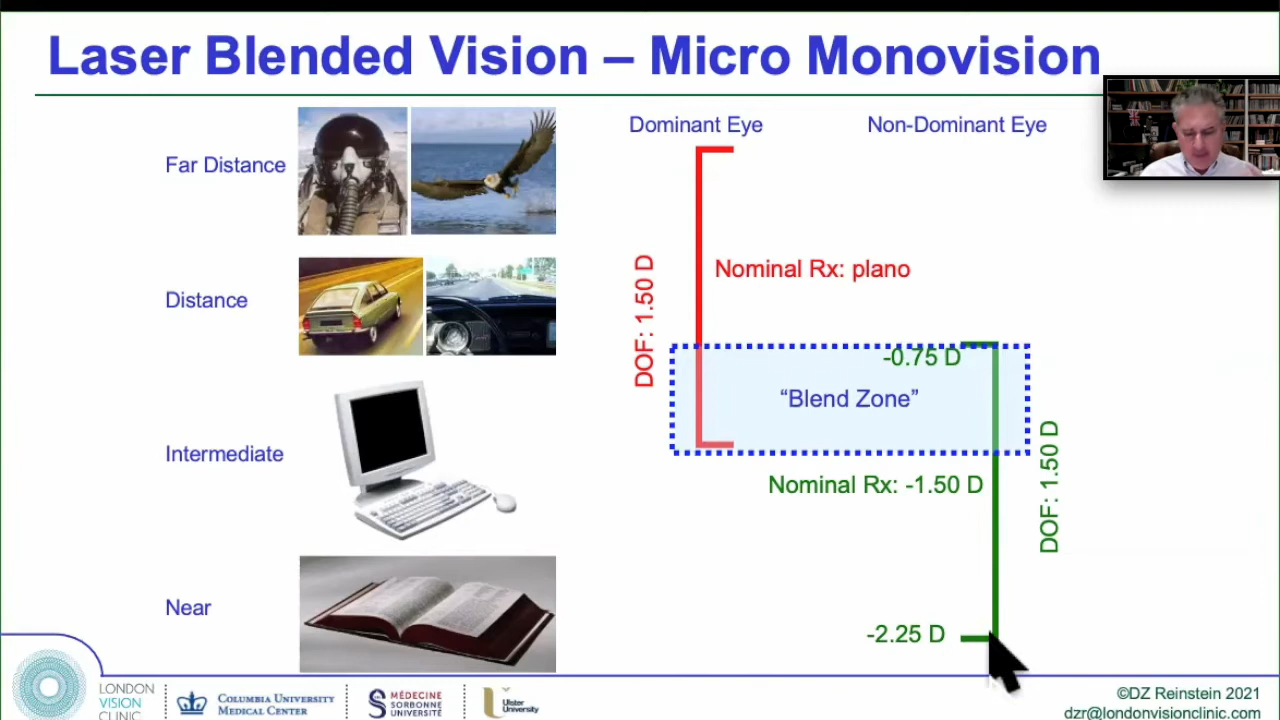 Laser Blended Vision – Micro Monovision
Dominant Eye
Non-Dominant Eye
Far Distance
Distance
Intermediate
Near
DOF: 1.50 D
Nominal Rx: plano
-0.75 D
“Blend Zone”
Nominal Rx: -1.50 D
DOF: 1.50 D
-2.25 D
LONDON
VISION
CLINIC
COLUMBIA UNIVERSITY
MEDICAL CENTER
MÉDECINE
SORBONNE
UNIVERSITÉ
Ulster
University
©DZ Reinstein 2021
dzr@londonvisionclinic.com